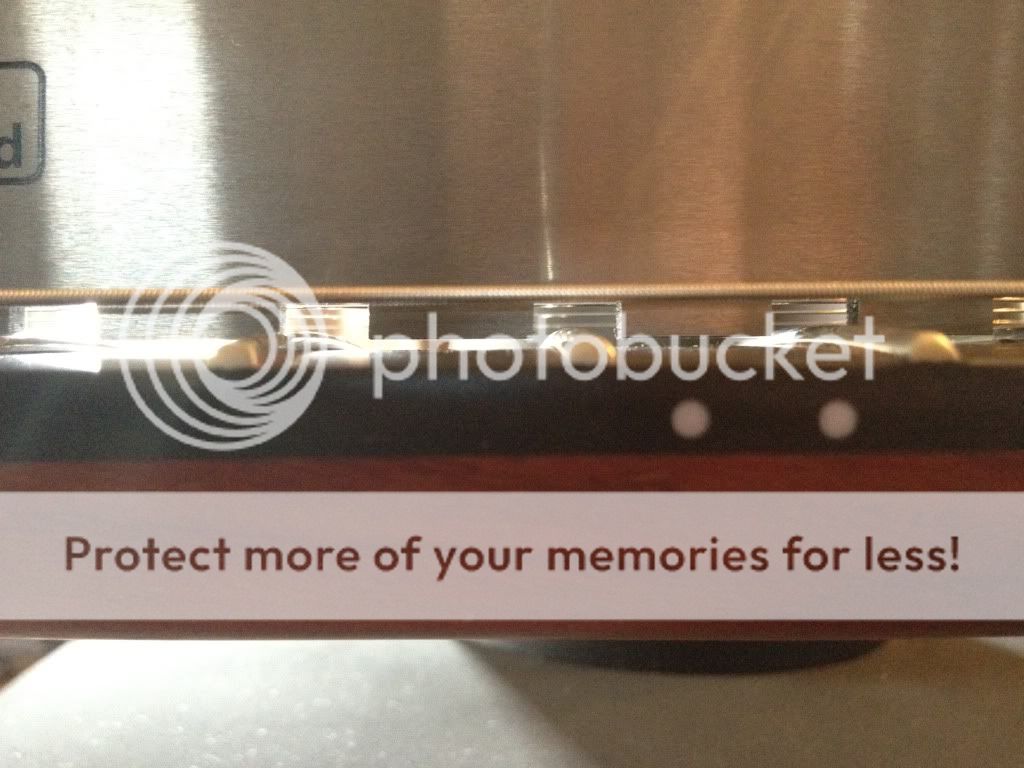 d
photobucket
Protect more of your memories for less!